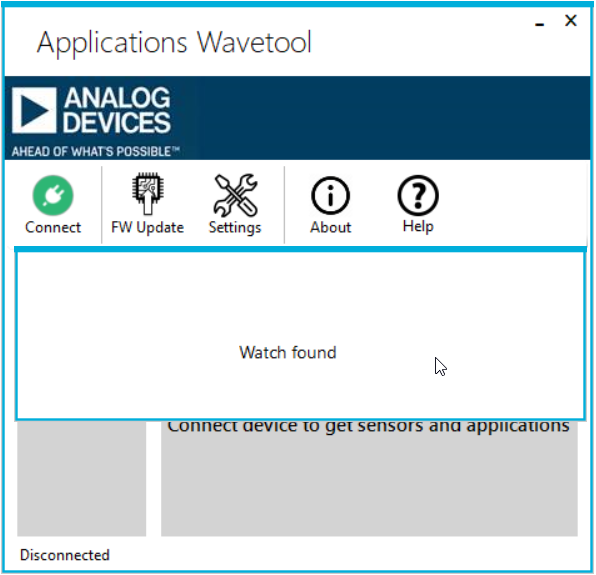 Applications Wavetool
ANALOG
DEVICES
AHEAD OF WHAT'S POSSIBLE™
Connect
FW Update
Settings
About
Help
Watch found
Connect device to get sensors and applications
Disconnected